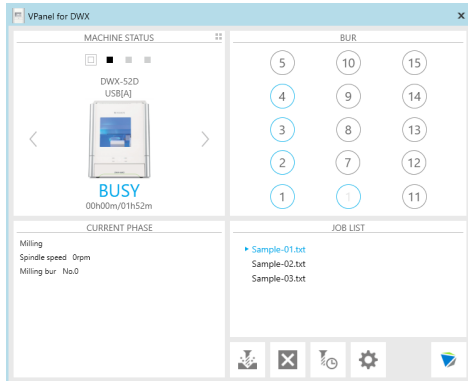 VPanel for DWX
MACHINE STATUS
DWX-52D
USB[A]
BUSY
00h00m/01h52m
BUR
5 10 15
4 9 14
3 8 13
2 7 12
1 1 11
CURRENT PHASE
Milling
Spindle speed 0rpm
Milling bur No.0
JOB LIST
Sample-01.txt
Sample-02.txt
Sample-03.txt